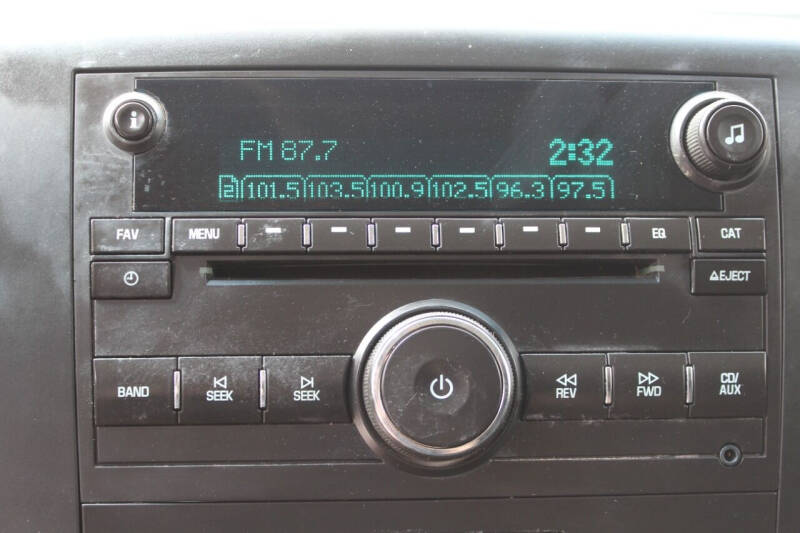 i
FM 87.7 2:32
2 101.5 103.5 100.9 102.5 96.3 97.5
FAV MENU EQ CAT
EJECT
BAND SEEK SEEK REV FWD CD/
AUX